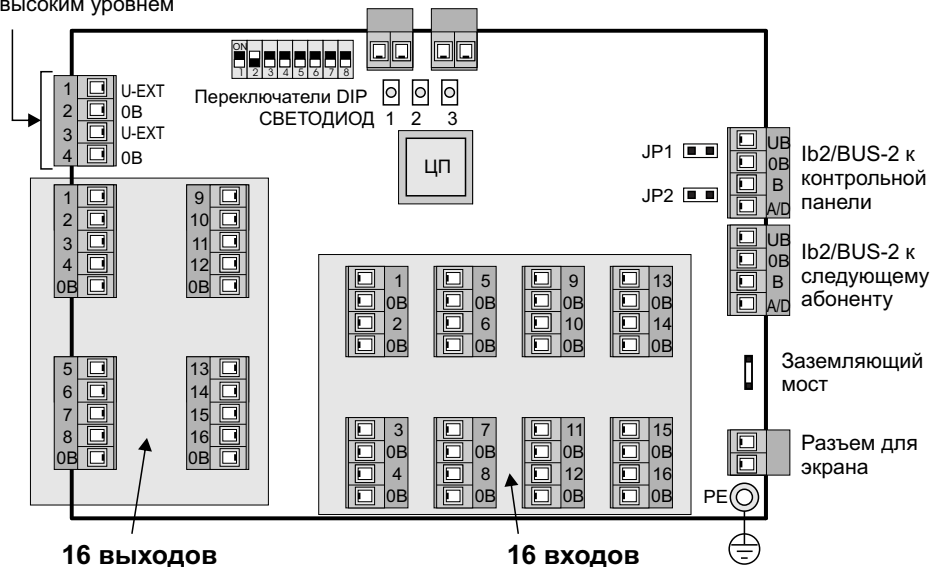 высоким уровнем
ON
1 2 3 4 5 6 7 8
Переключатели DIP
СВЕТОДИОД 1 2 3
ЦП
1 U-EXT
2 0В
3 U-EXT
4 0В
1
2
3
4
0В
9
10
11
12
0В
5
6
7
8
0В
13
14
15
16
0В
JP1
JP2
UB
0В
B
A/D
Ib2/BUS-2 к
контрольной
панели
UB
0В
B
A/D
Ib2/BUS-2 к
следующему
абоненту
1
0В
2
0В
5
0В
6
0В
9
0В
10
0В
13
0В
14
0В
3
0В
4
0В
7
0В
8
0В
11
0В
12
0В
15
0В
16
0В
Заземляющий
мост
Разъем для
экрана
PE
16 выходов
16 входов